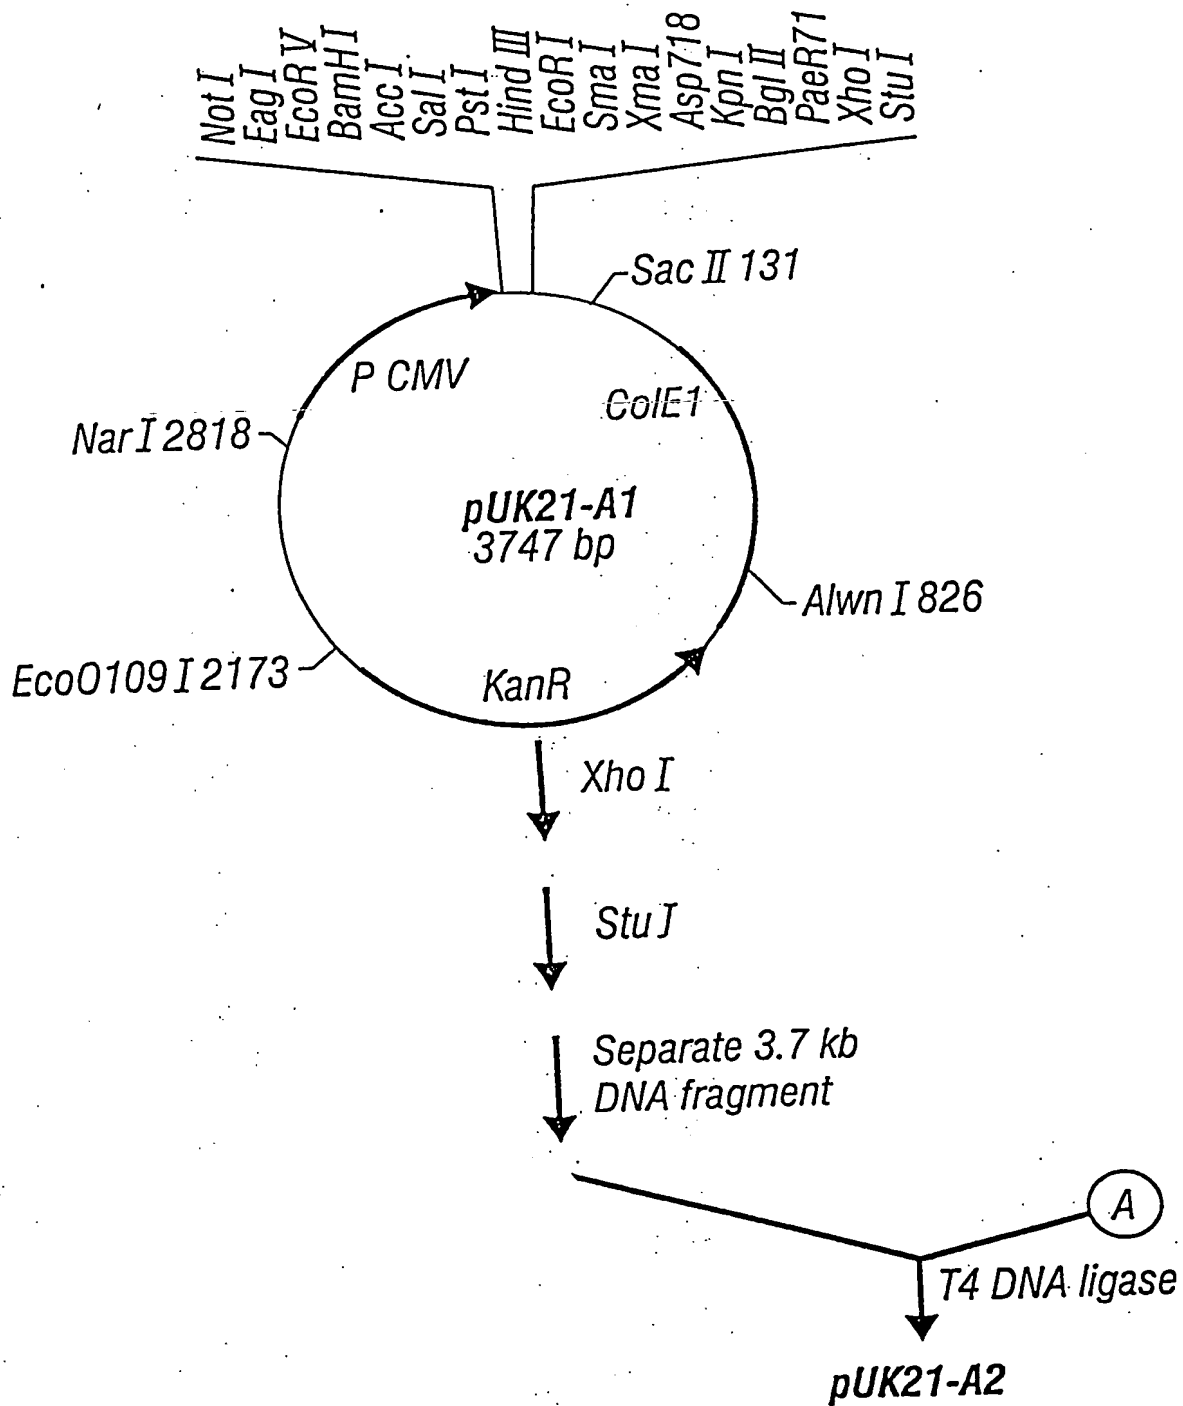 Not I
Eag I
EcoR V
BamH I
Acc I
Sal I
Pst I
Hind III
EcoR I
Sma I
Xma I
Asp718
Kpn I
Bgl II
PaeR71
Xho I
Stu I
Sac II 131
P CMV
ColE1
Nar I 2818
pUK21-A1
3747 bp
Alwn I 826
EcoO109 I 2173
KanR
Xho I
Stu I
Separate 3.7 kb
DNA fragment
A
T4 DNA ligase
pUK21-A2